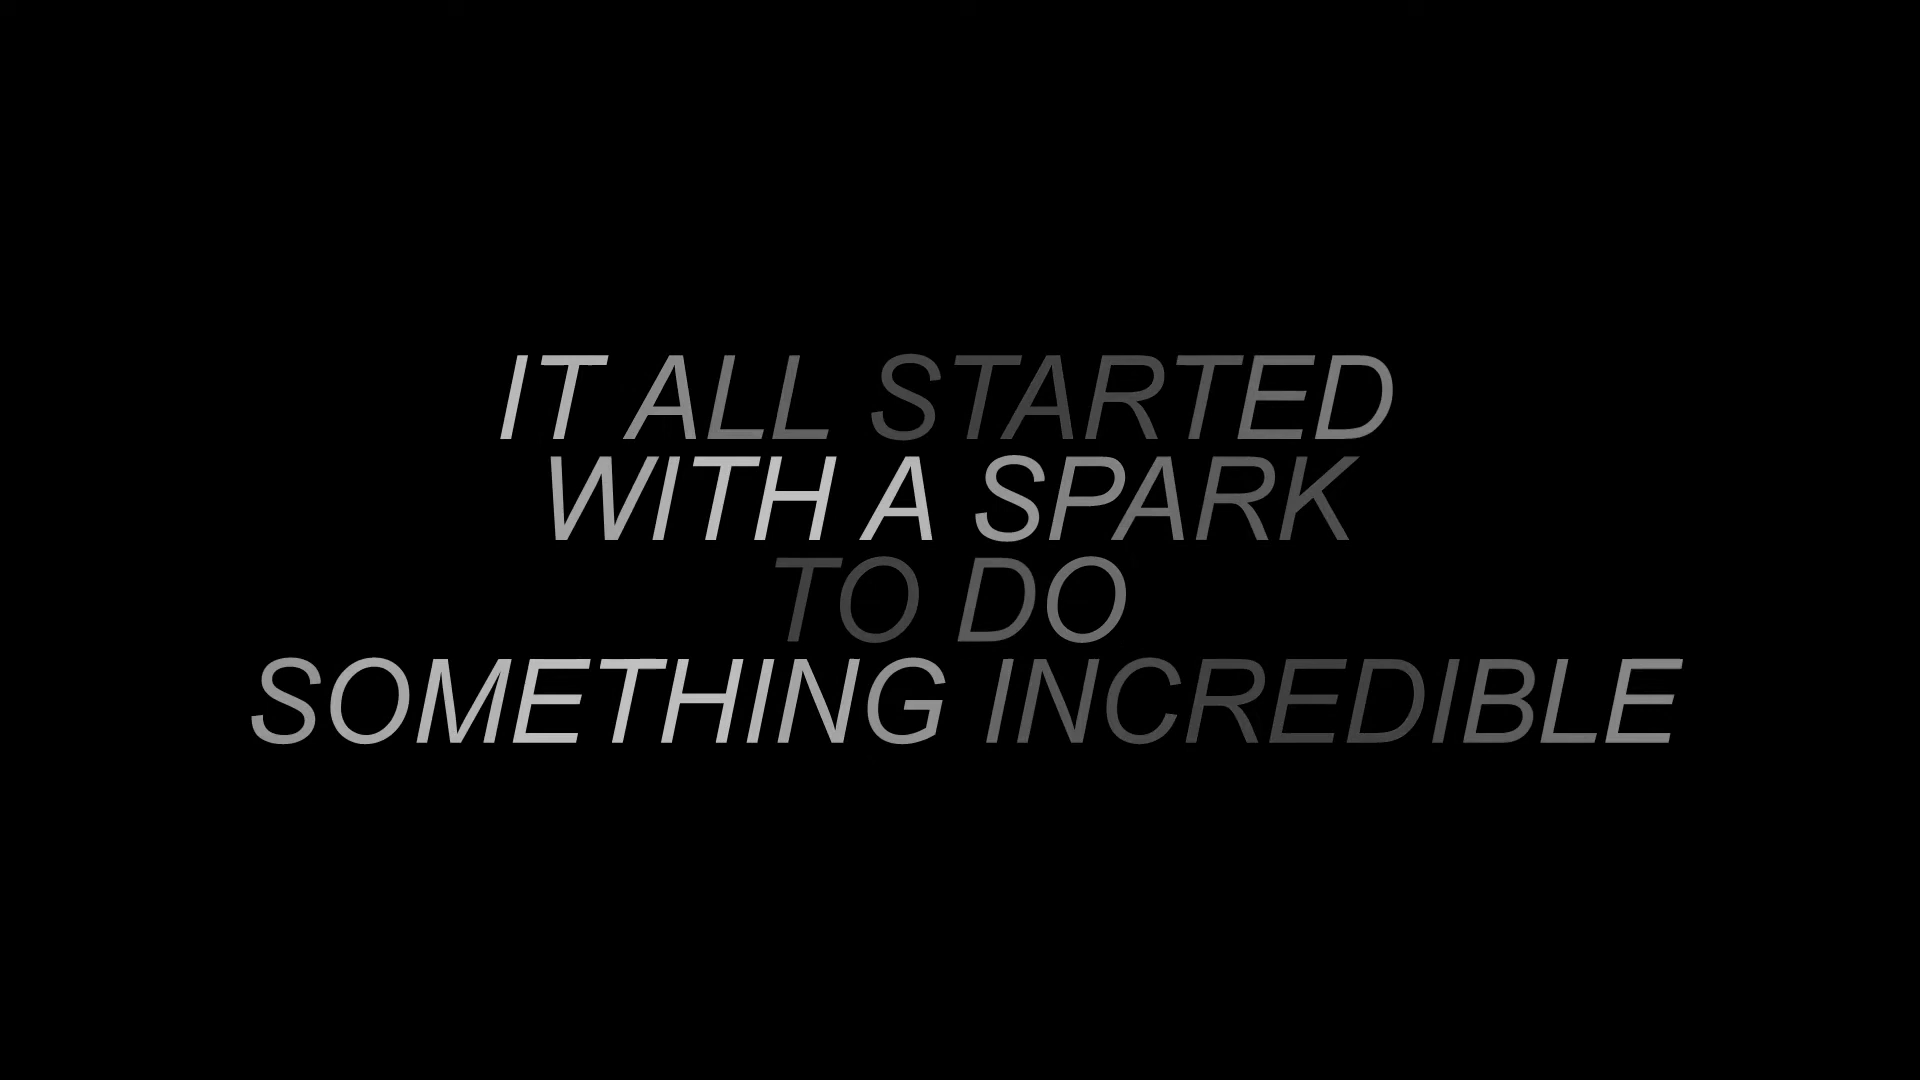 IT ALL STARTED
WITH A SPARK
TO DO
SOMETHING INCREDIBLE